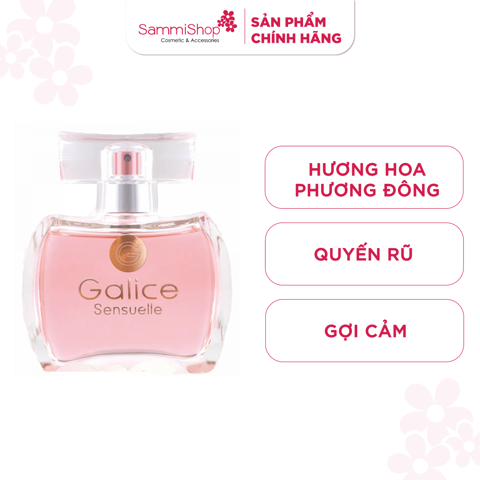 SammiShop
Cosmetic & Accessories
SẢN PHẨM
CHÍNH HÃNG
G
Galice
Sensuelle
HƯƠNG HOA
PHƯƠNG ĐÔNG
QUYẾN RŨ
GỢI CẢM